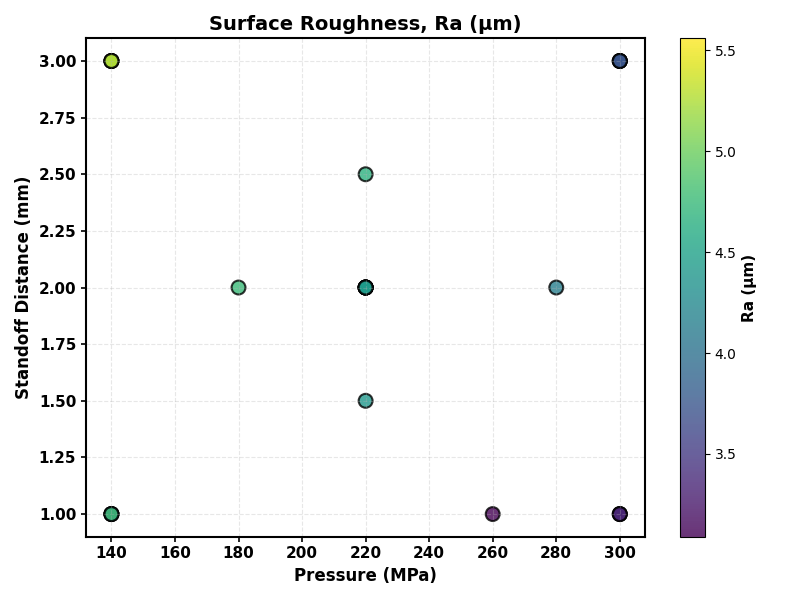 Surface Roughness, Ra (μm)
Standoff Distance (mm)
3.00
2.75
2.50
2.25
2.00
1.75
1.50
1.25
1.00
140 160 180 200 220 240 260 280 300
Pressure (MPa)
5.5
5.0
4.5
4.0
3.5
Ra (μm)